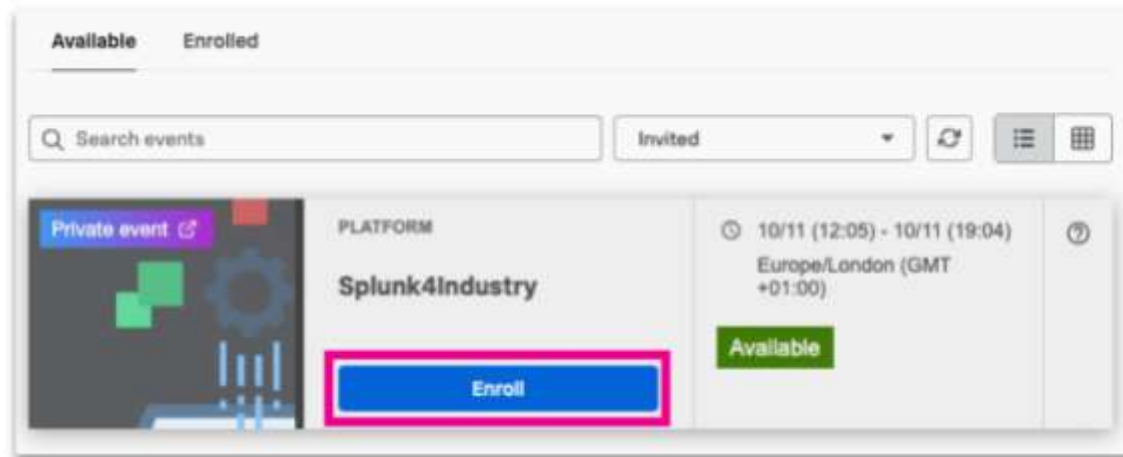 Available Enrolled
Search events
Invited
Private event
PLATFORM
Splunk4Industry
Enroll
10/11 (12:05) - 10/11 (19:04)
Europe/London (GMT
+01:00)
Available